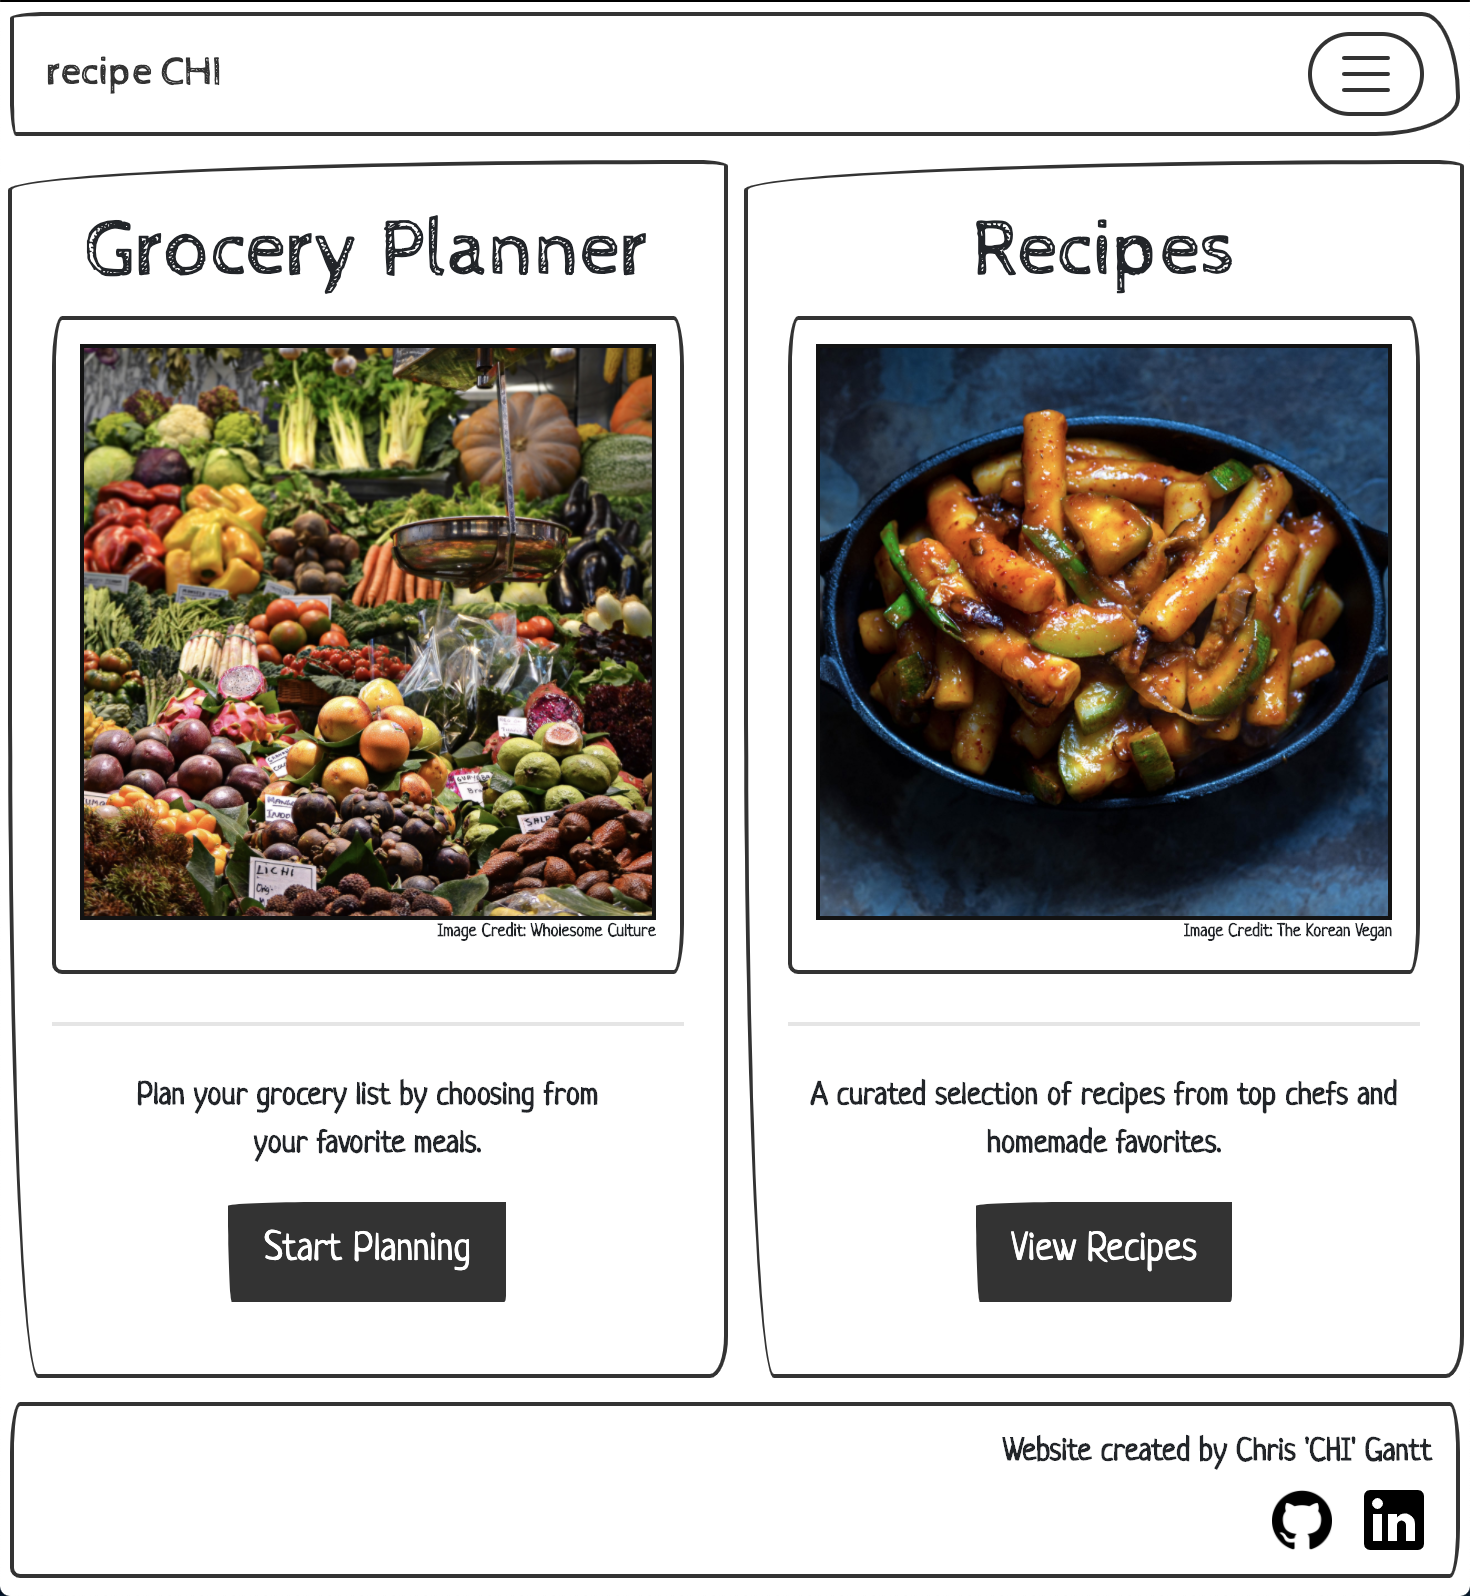 recipe CHI
Grocery Planner
LICHI
Image Credit: Wholesome Culture
Plan your grocery list by choosing from
your favorite meals.
Start Planning
Recipes
Image Credit: The Korean Vegan
A curated selection of recipes from top chefs and
homemade favorites.
View Recipes
Website created by Chris 'CHI' Gantt
in